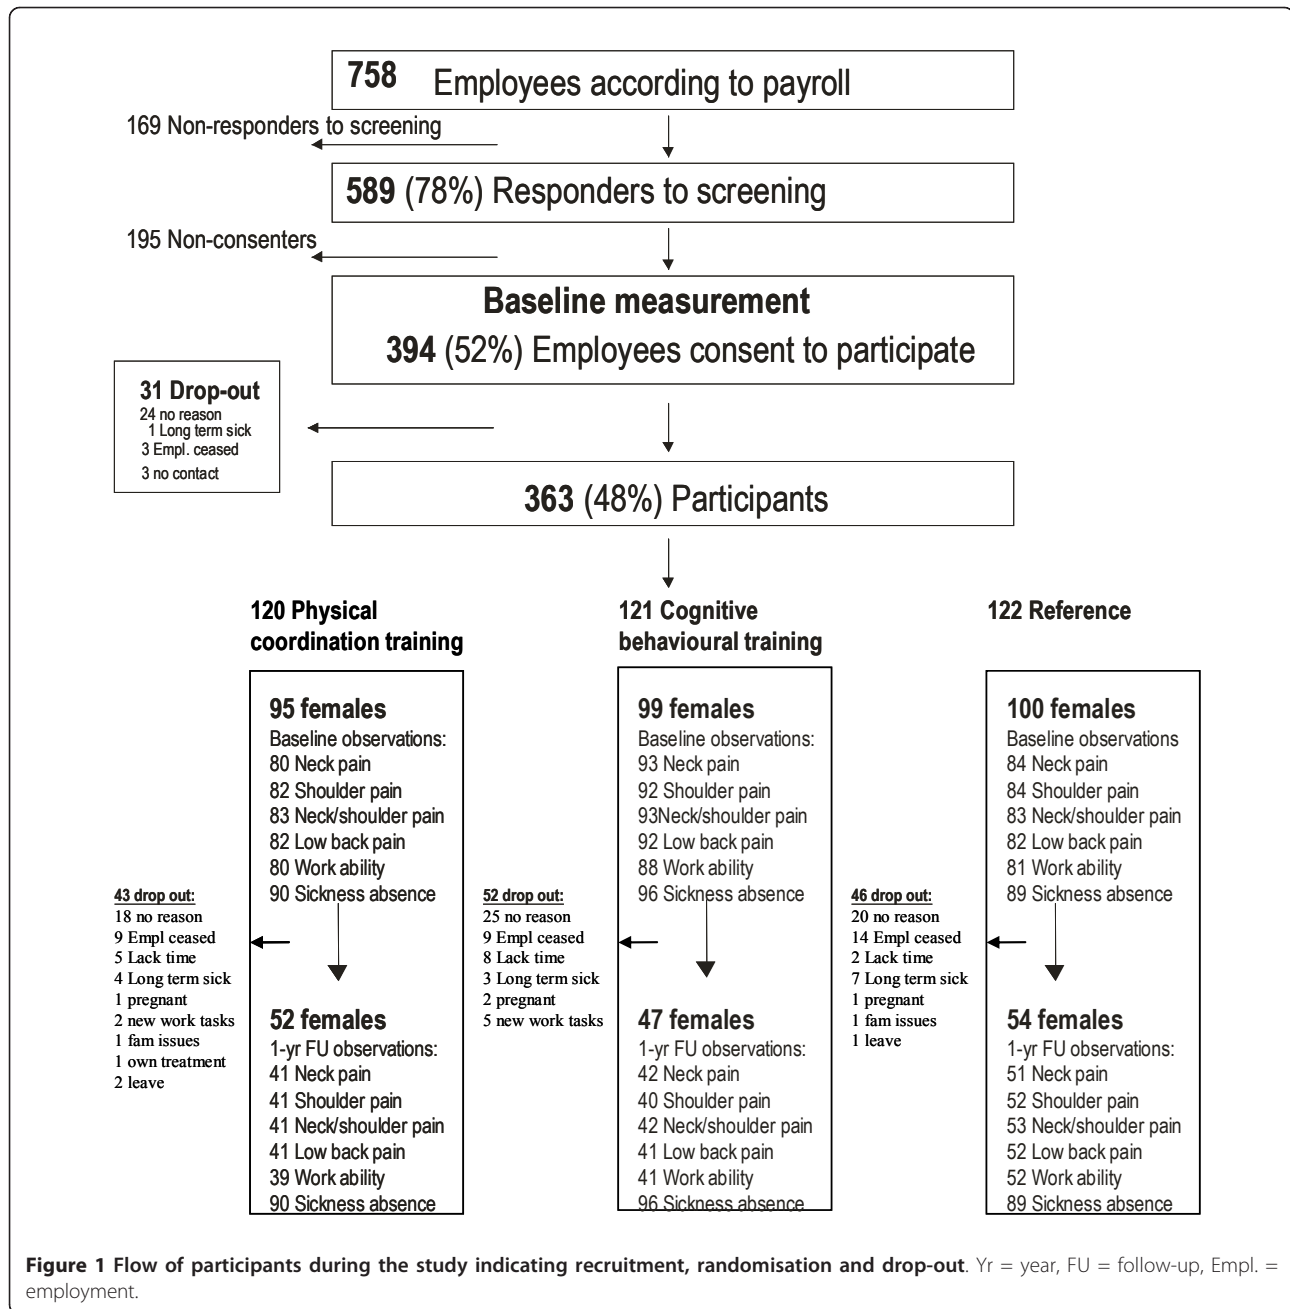 758 Employees according to payroll
169 Non-responders to screening
589 (78%) Responders to screening
195 Non-consenters
Baseline measurement
394 (52%) Employees consent to participate
31 Drop-out
24 no reason
1 Long term sick
3 Empl. ceased
3 no contact
363 (48%) Participants
120 Physical
coordination training
95 females
Baseline observations:
80 Neck pain
82 Shoulder pain
83 Neck/shoulder pain
82 Low back pain
80 Work ability
90 Sickness absence
43 drop out:
18 no reason
9 Empl ceased
5 Lack time
4 Long term sick
1 pregnant
2 new work tasks
1 fam issues
1 own treatment
2 leave
52 females
1-yr FU observations:
41 Neck pain
41 Shoulder pain
41 Neck/shoulder pain
41 Low back pain
39 Work ability
90 Sickness absence
121 Cognitive
behavioural training
99 females
Baseline observations:
93 Neck pain
92 Shoulder pain
93Neck/shoulder pain
92 Low back pain
88 Work ability
96 Sickness absence
52 drop out:
25 no reason
9 Empl ceased
8 Lack time
3 Long term sick
2 pregnant
5 new work tasks
47 females
1-yr FU observations:
42 Neck pain
40 Shoulder pain
42 Neck/shoulder pain
41 Low back pain
41 Work ability
96 Sickness absence
122 Reference
100 females
Baseline observations
84 Neck pain
84 Shoulder pain
83 Neck/shoulder pain
82 Low back pain
81 Work ability
89 Sickness absence
46 drop out:
20 no reason
14 Empl ceased
2 Lack time
7 Long term sick
1 pregnant
1 fam issues
1 leave
54 females
1-yr FU observations:
51 Neck pain
52 Shoulder pain
53 Neck/shoulder pain
52 Low back pain
52 Work ability
89 Sickness absence
Figure 1 Flow of participants during the study indicating recruitment, randomisation and drop-out. Yr = year, FU = follow-up, Empl. =
employment.